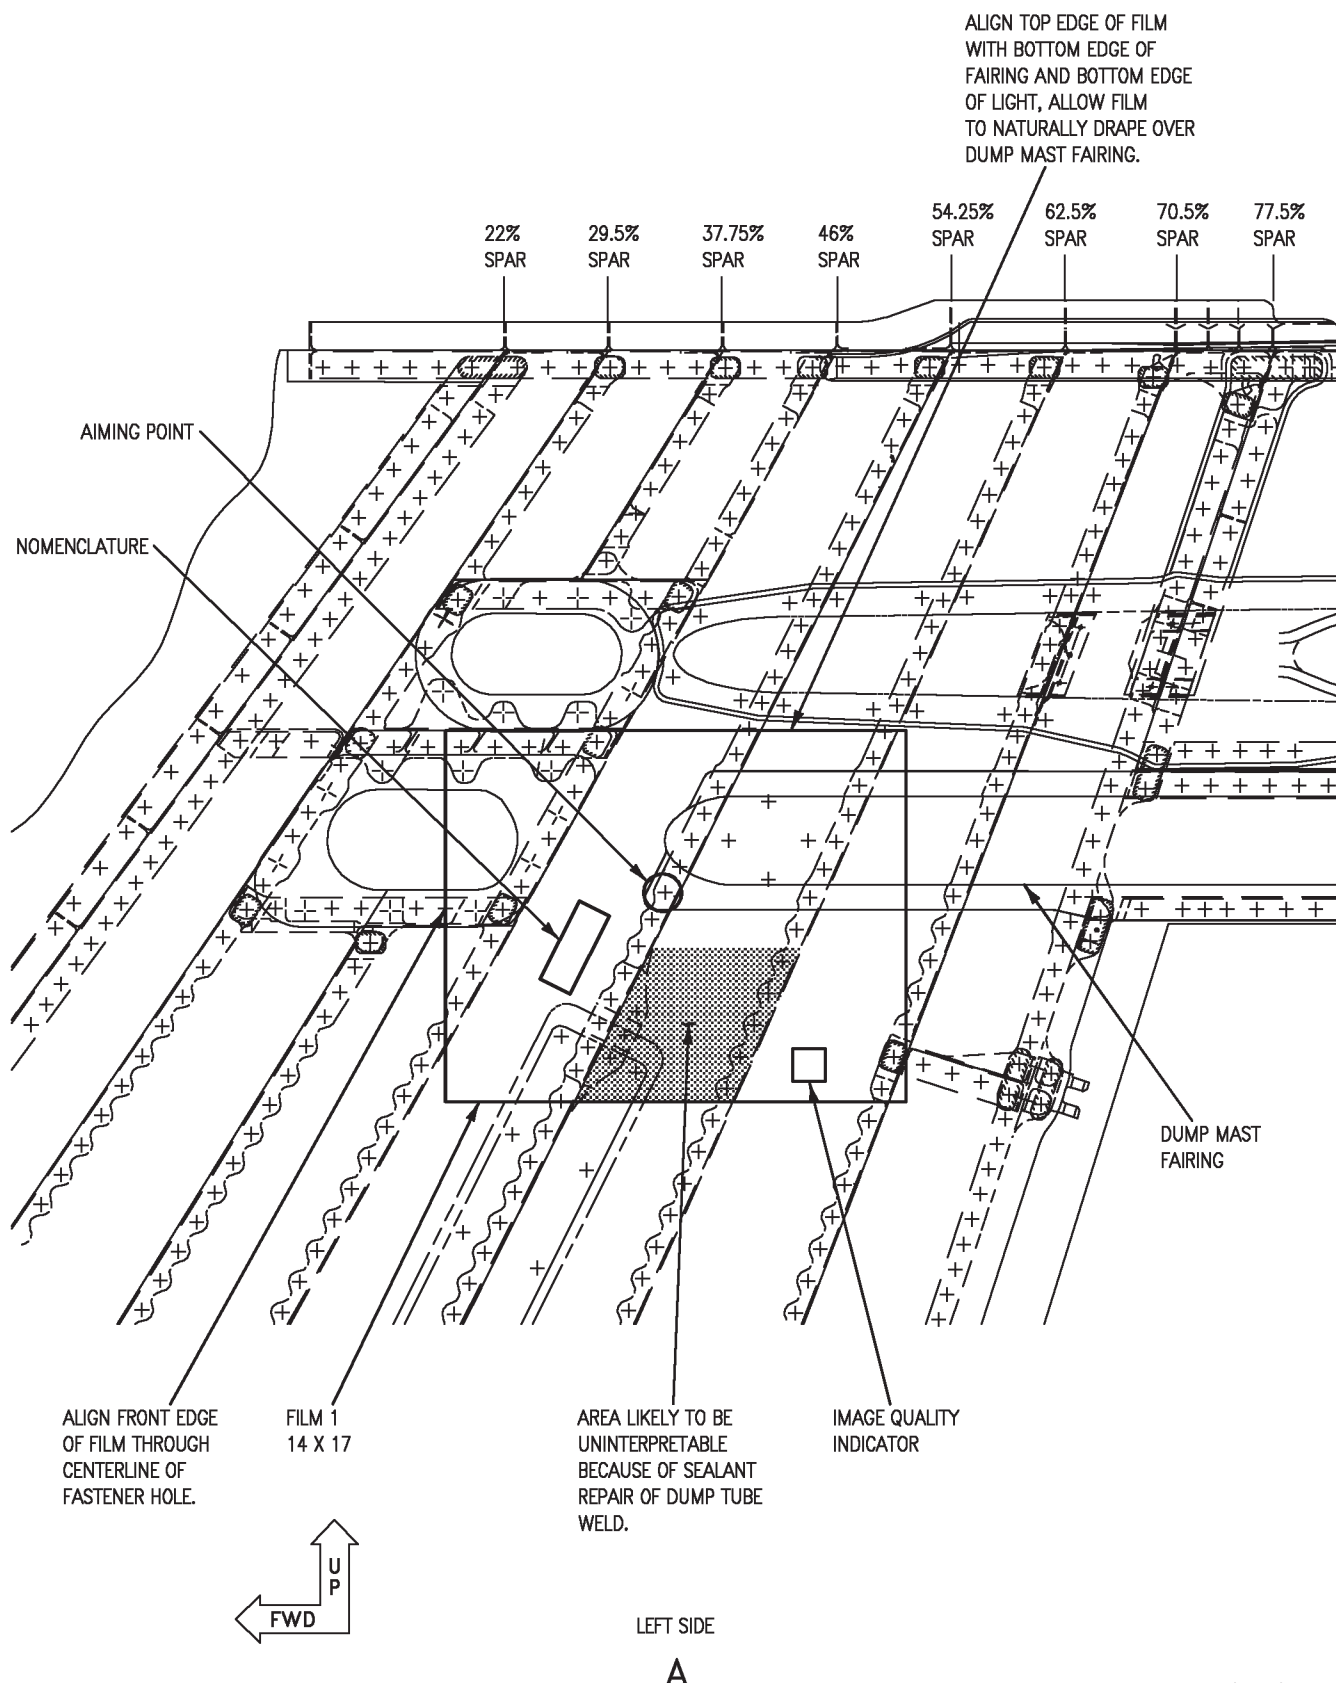 ALIGN TOP EDGE OF FILM
WITH BOTTOM EDGE OF
FAIRING AND BOTTOM EDGE
OF LIGHT, ALLOW FILM
TO NATURALLY DRAPE OVER
DUMP MAST FAIRING.
22%
SPAR
29.5%
SPAR
37.75%
SPAR
46%
SPAR
54.25%
SPAR
62.5%
SPAR
70.5%
SPAR
77.5%
SPAR
AIMING POINT
NOMENCLATURE
DUMP MAST
FAIRING
ALIGN FRONT EDGE
OF FILM THROUGH
CENTERLINE OF
FASTENER HOLE.
FILM 1
14 X 17
AREA LIKELY TO BE
UNINTERPRETABLE
BECAUSE OF SEALANT
REPAIR OF DUMP TUBE
WELD.
IMAGE QUALITY
INDICATOR
UP
FWD
LEFT SIDE
A